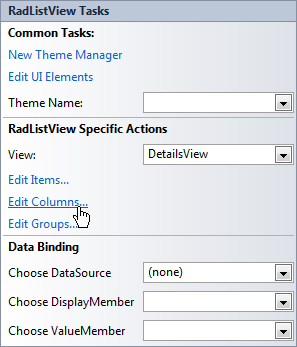 RadListView Tasks
Common Tasks:
New Theme Manager
Edit UI Elements
Theme Name:
RadListView Specific Actions
View: DetailsView
Edit Items...
Edit Columns...
Edit Groups...
Data Binding
Choose DataSource (none)
Choose DisplayMember
Choose ValueMember